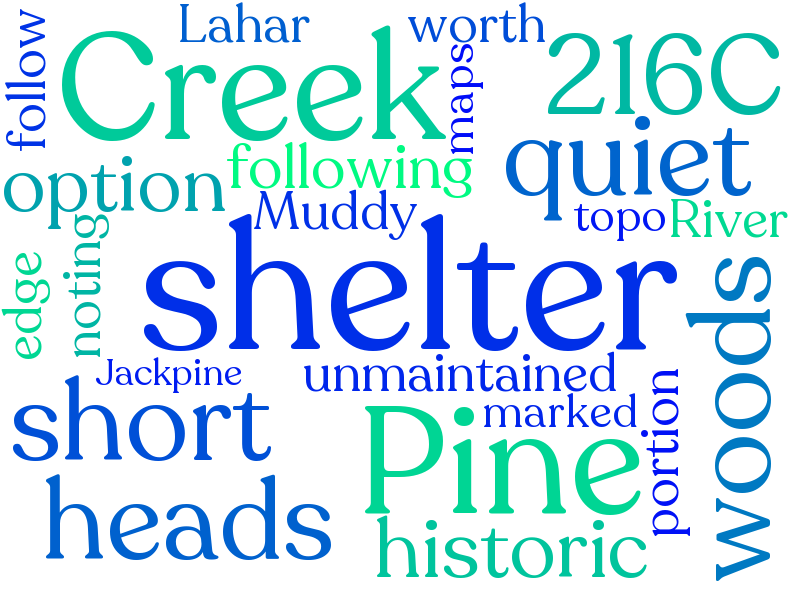 Lahar
worth
follow
Creek
maps
216C
option
following
quiet
Muddy
topo
River
noting
edge
shelter
woods
Jackpine
unmaintained
short
Pine
marked
portion
heads
historic